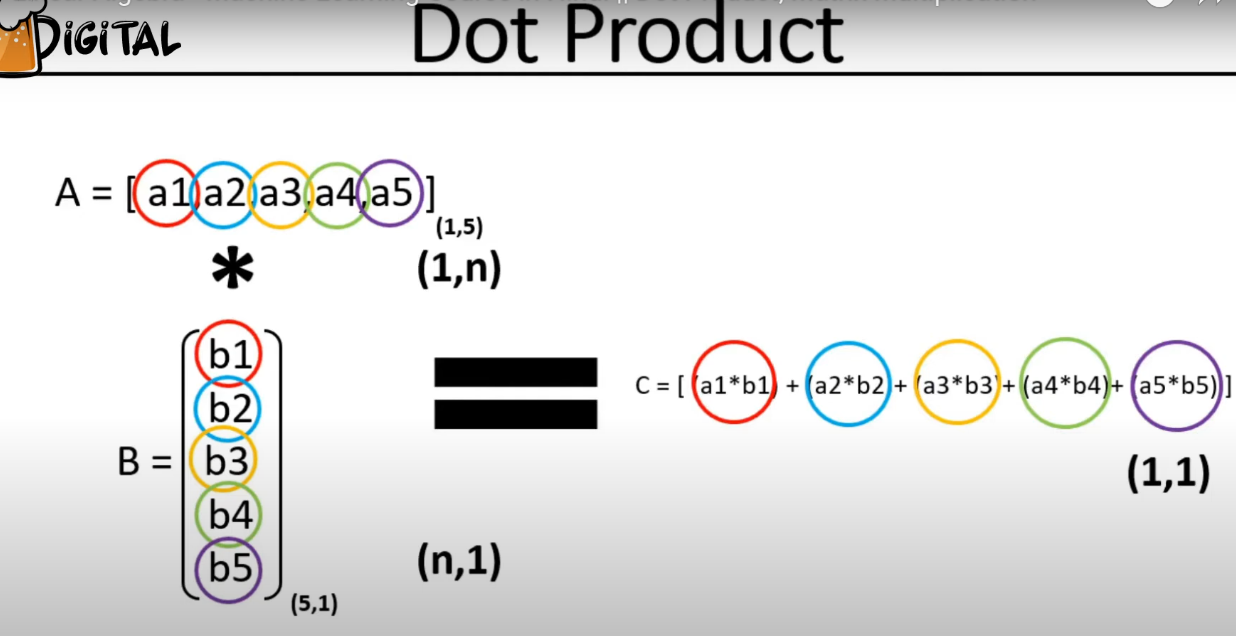 DiGiTAL
Dot Product
A = [ a1,a2,a3,a4,a5 ]
(1,5)
*
(1,n)
B =
b1
b2
b3
b4
b5
(5,1)
(n,1)
=
C = [ (a1*b1) + (a2*b2) + (a3*b3) + (a4*b4)+ (a5*b5) ]
(1,1)